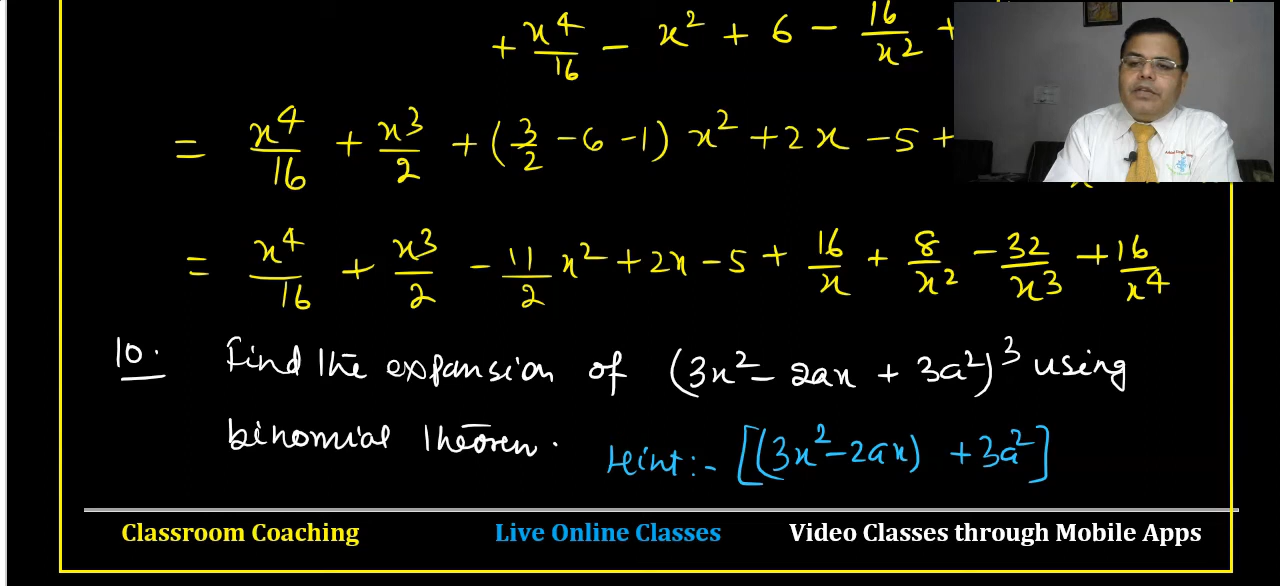 + x⁴/16 − x² + 6 − 16/x² +
= x⁴/16 + x³/2 + (3/2 − 6 − 1) x² + 2x − 5 +
= x⁴/16 + x³/2 − 11/2 x² + 2x − 5 + 16/x + 8/x² − 32/x³ + 16/x⁴
10. Find the expansion of (3x² − 2ax + 3a²)³ using
binomial theorem.
Hint:- [(3x² − 2ax) + 3a²]
Classroom Coaching Live Online Classes Video Classes through Mobile Apps